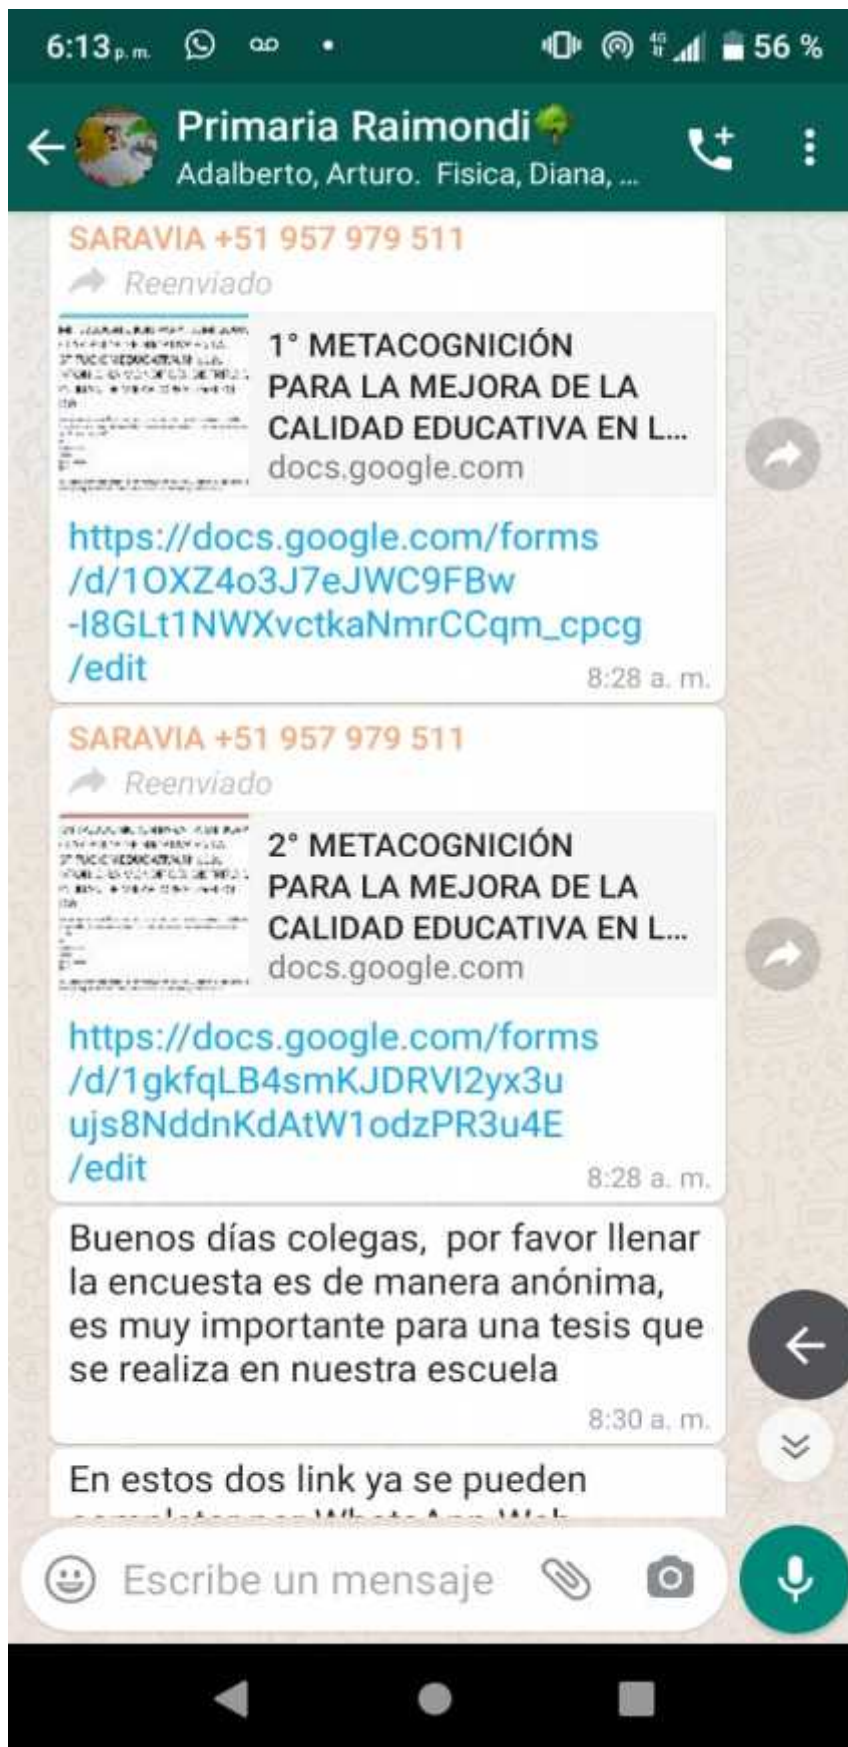 6:13 p. m.
4G
56 %
Primaria Raimondi
Adalberto, Arturo. Fisica, Diana, ...
SARAVIA +51 957 979 511
Reenviado
1° METACOGNICIÓN
PARA LA MEJORA DE LA
CALIDAD EDUCATIVA EN L...
docs.google.com
https://docs.google.com/forms
/d/1OXZ4o3J7eJWC9FBw
-I8GLt1NWXvctkaNmrCCqm_cpcg
/edit
8:28 a. m.
SARAVIA +51 957 979 511
Reenviado
2° METACOGNICIÓN
PARA LA MEJORA DE LA
CALIDAD EDUCATIVA EN L...
docs.google.com
https://docs.google.com/forms
/d/1gkfqLB4smKJDRVI2yx3u
ujs8NddnKdAtW1odzPR3u4E
/edit
8:28 a. m.
Buenos días colegas, por favor llenar
la encuesta es de manera anónima,
es muy importante para una tesis que
se realiza en nuestra escuela
8:30 a. m.
En estos dos link ya se pueden
Escribe un mensaje